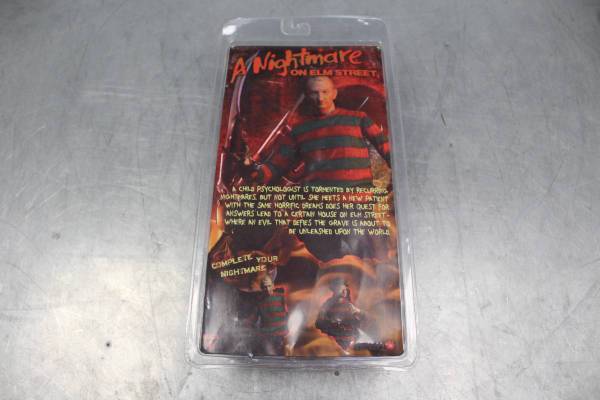 A Nightmare
ON ELM STREET
A CHILD PSYCHOLOGIST IS TORMENTED BY RECURRING
NIGHTMARES, BUT NOT UNTIL SHE MEETS A NEW PATIENT
WITH THE SAME HORRIFIC DREAMS DOES HER QUEST FOR
ANSWERS LEAD TO A CERTAIN HOUSE ON ELM STREET-
WHERE AN EVIL THAT DEFIES THE GRAVE IS ABOUT TO
BE UNLEASHED UPON THE WORLD.
COMPLETE YOUR
NIGHTMARE